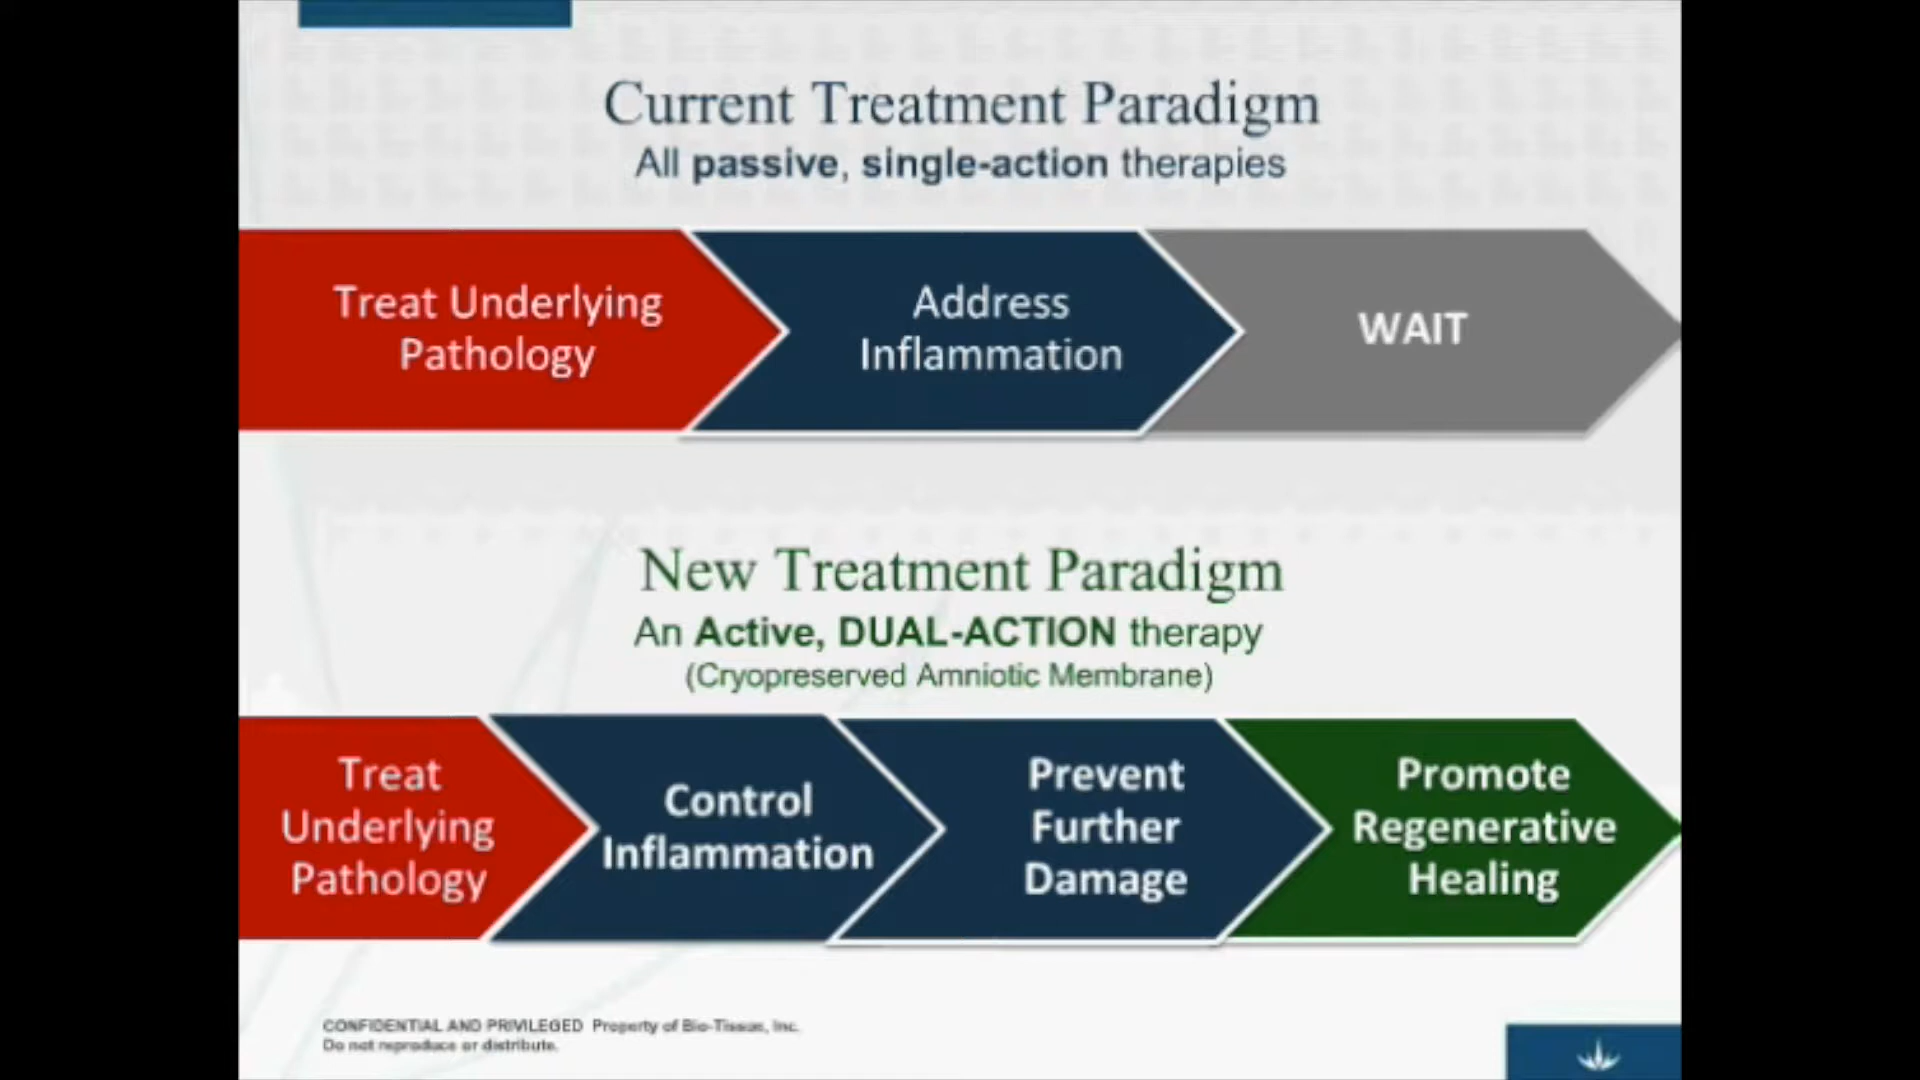 Current Treatment Paradigm
All passive, single-action therapies
Treat Underlying
Pathology
Address
Inflammation
WAIT
New Treatment Paradigm
An Active, DUAL-ACTION therapy
(Cryopreserved Amniotic Membrane)
Treat
Underlying
Pathology
Control
Inflammation
Prevent
Further
Damage
Promote
Regenerative
Healing
CONFIDENTIAL AND PRIVILEGED Property of Bio-Tissue, Inc.
Do not reproduce or distribute.